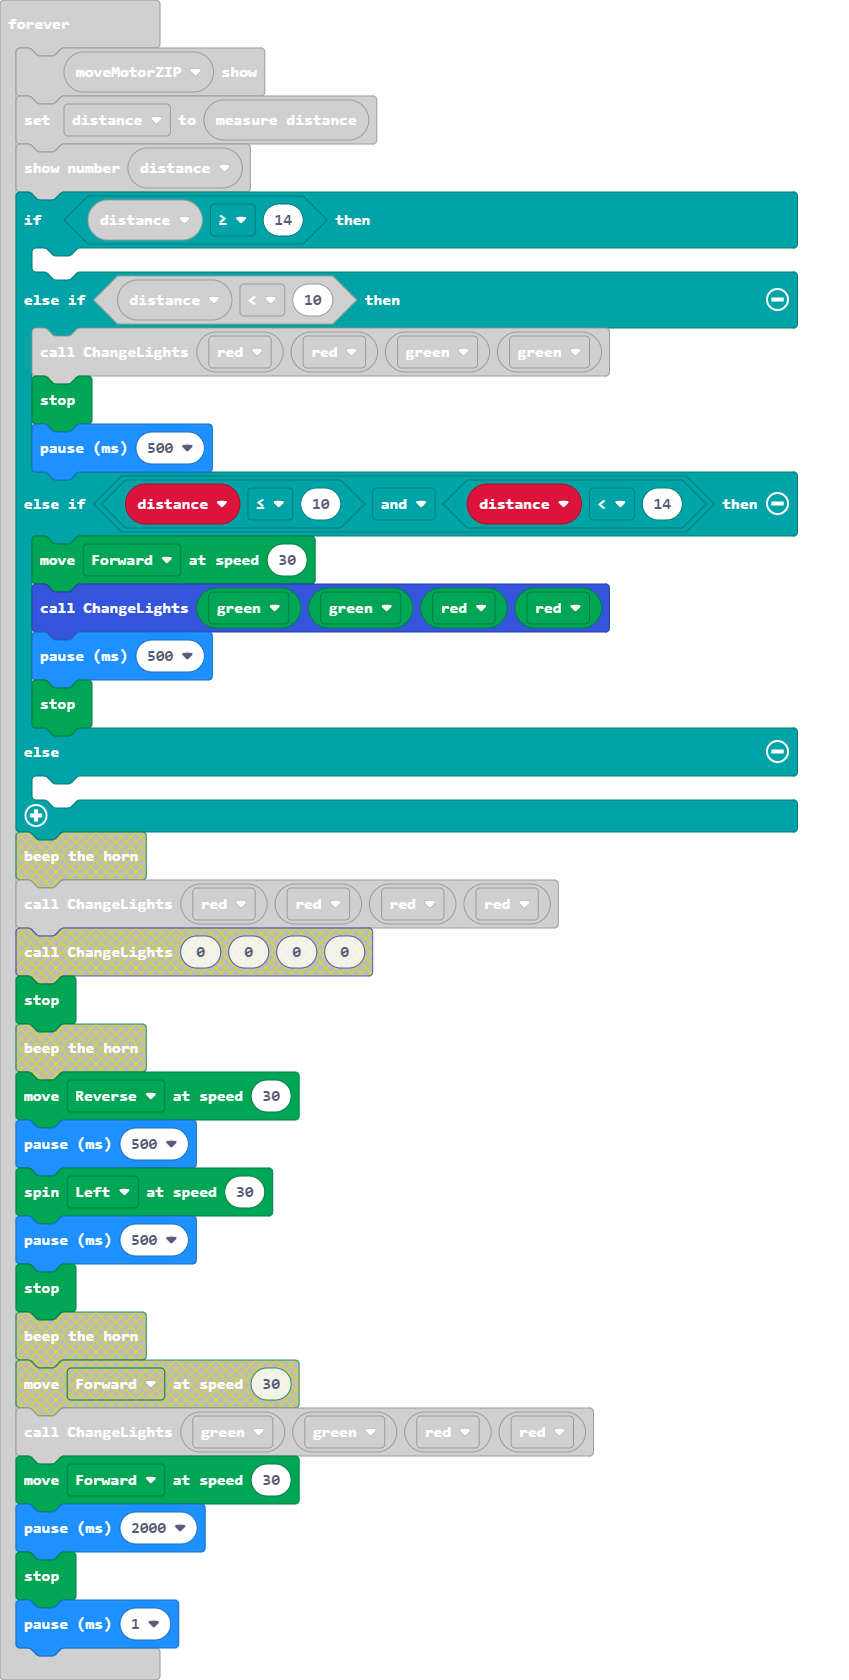 forever
moveMotorZIP show
set distance to measure distance
show number distance
if distance ≥ 14 then
else if distance < 10 then
call ChangeLights red red green green
stop
pause (ms) 500
else if distance ≤ 10 and distance < 14 then
move Forward at speed 30
call ChangeLights green green red red
pause (ms) 500
stop
else
beep the horn
call ChangeLights red red red red
call ChangeLights 0 0 0 0
stop
beep the horn
move Reverse at speed 30
pause (ms) 500
spin Left at speed 30
pause (ms) 500
stop
beep the horn
move Forward at speed 30
call ChangeLights green green red red
move Forward at speed 30
pause (ms) 2000
stop
pause (ms) 1